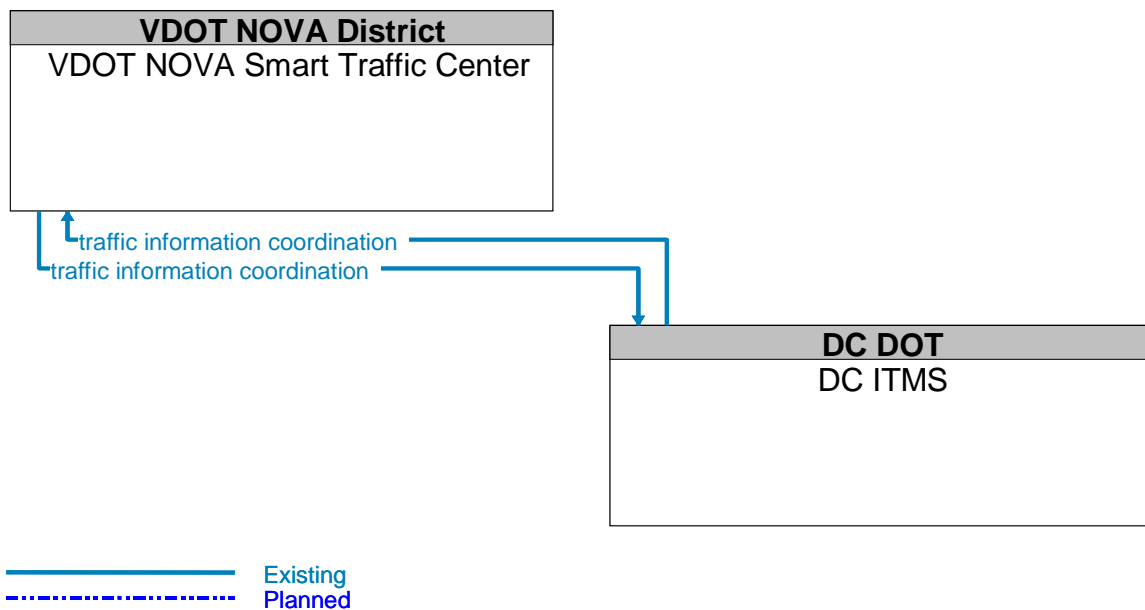 VDOT NOVA District
VDOT NOVA Smart Traffic Center
traffic information coordination
traffic information coordination
DC DOT
DC ITMS
Existing
Planned